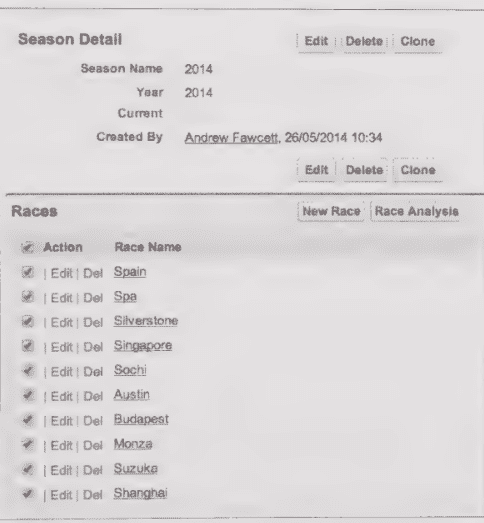 Season Detail Edit Delete Clone
Season Name 2014
Year 2014
Current
Created By Andrew Fawcett, 26/05/2014 10:34
Edit Delete Clone
Races New Race Race Analysis
Action Race Name
| Edit | Del Spain
| Edit | Del Spa
| Edit | Del Silverstone
| Edit | Del Singapore
| Edit | Del Sochi
| Edit | Del Austin
| Edit | Del Budapest
| Edit | Del Monza
| Edit | Del Suzuka
| Edit | Del Shanghai